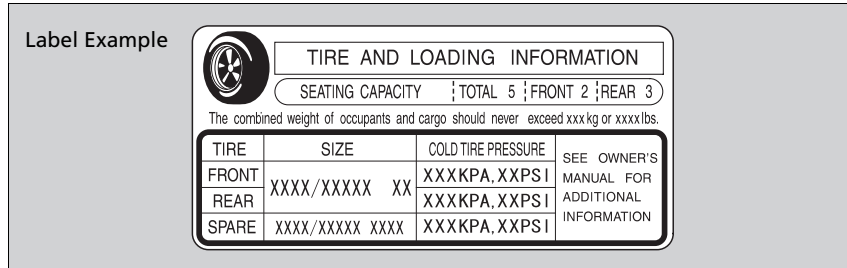 Label Example
TIRE AND LOADING INFORMATION
SEATING CAPACITY TOTAL 5 FRONT 2 REAR 3
The combined weight of occupants and cargo should never exceed xxx kg or xxxx lbs.
TIRE SIZE COLD TIRE PRESSURE SEE OWNER'S MANUAL FOR ADDITIONAL INFORMATION
FRONT XXXX/XXXXX XX XXXKPA,XXPSI
REAR XXXKPA,XXPSI
SPARE XXXX/XXXXX XXXX XXXKPA,XXPSI